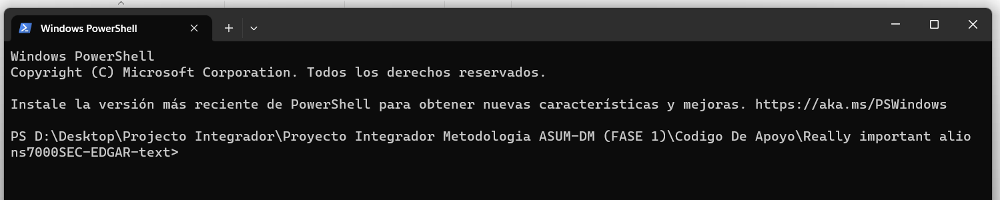 Windows PowerShell
Windows PowerShell
Copyright (C) Microsoft Corporation. Todos los derechos reservados.
Instale la versión más reciente de PowerShell para obtener nuevas características y mejoras. https://aka.ms/PSWindows
PS D:\Desktop\Projecto Integrador\Proyecto Integrador Metodologia ASUM-DM (FASE 1)\Codigo De Apoyo\Really important alio
ns7000SEC-EDGAR-text>